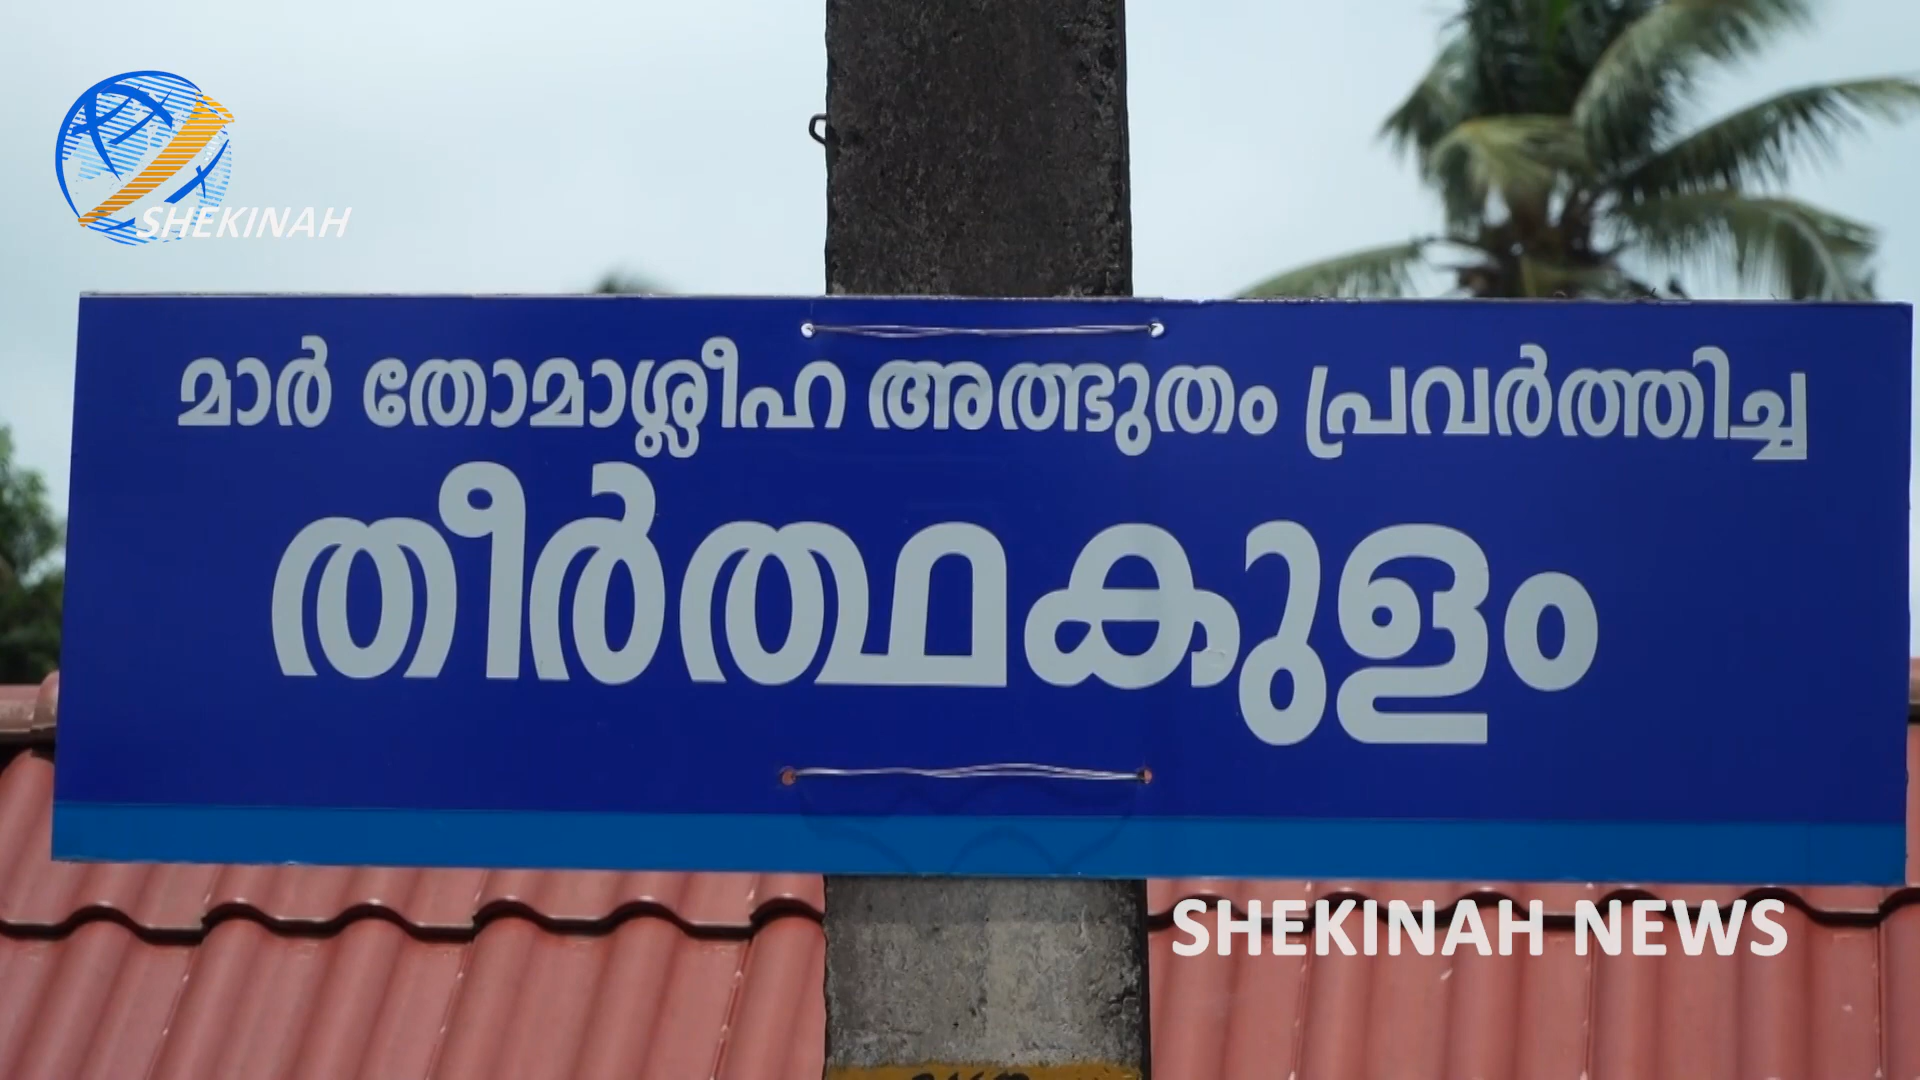 SHEKINAH
മാർ തോമാശ്ലീഹ അത്ഭുതം പ്രവർത്തിച്ച
തീർത്ഥകുളം
SHEKINAH NEWS